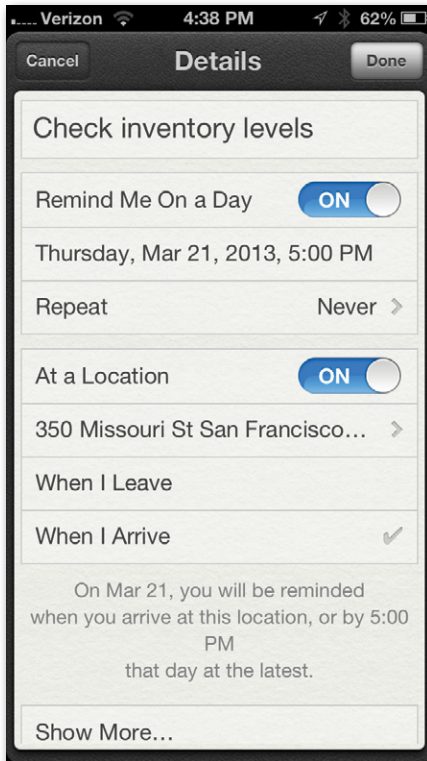 Verizon 4:38 PM 62%
Cancel Details Done
Check inventory levels
Remind Me On a Day ON
Thursday, Mar 21, 2013, 5:00 PM
Repeat Never
At a Location ON
350 Missouri St San Francisco...
When I Leave
When I Arrive
On Mar 21, you will be reminded
when you arrive at this location, or by 5:00
PM
that day at the latest.
Show More...